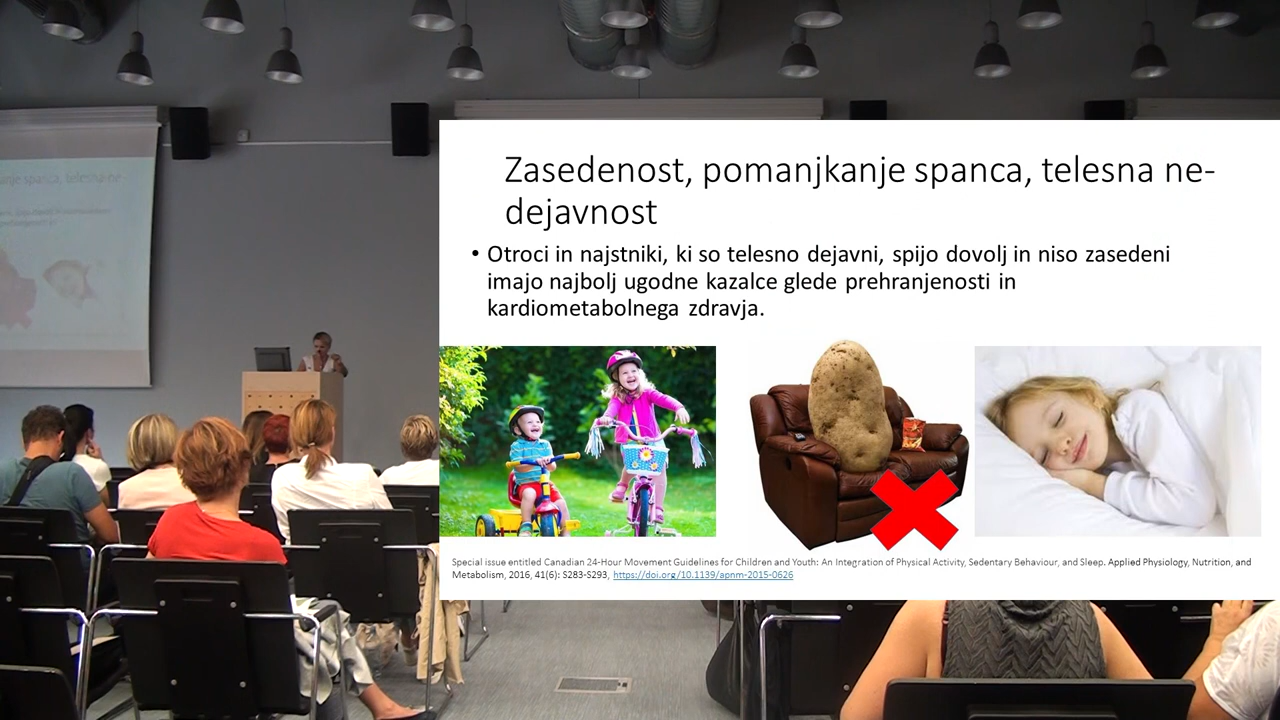 Zasedenost, pomanjkanje spanca, telesna ne-
dejavnost
• Otroci in najstniki, ki so telesno dejavni, spijo dovolj in niso zasedeni
imajo najbolj ugodne kazalce glede prehranjenosti in
kardiometabolnega zdravja.
Special issue entitled Canadian 24-Hour Movement Guidelines for Children and Youth: An Integration of Physical Activity, Sedentary Behaviour, and Sleep. Applied Physiology, Nutrition, and
Metabolism, 2016, 41(6): S283-S293, https://doi.org/10.1139/apnm-2015-0626
spanca, telesna ne-